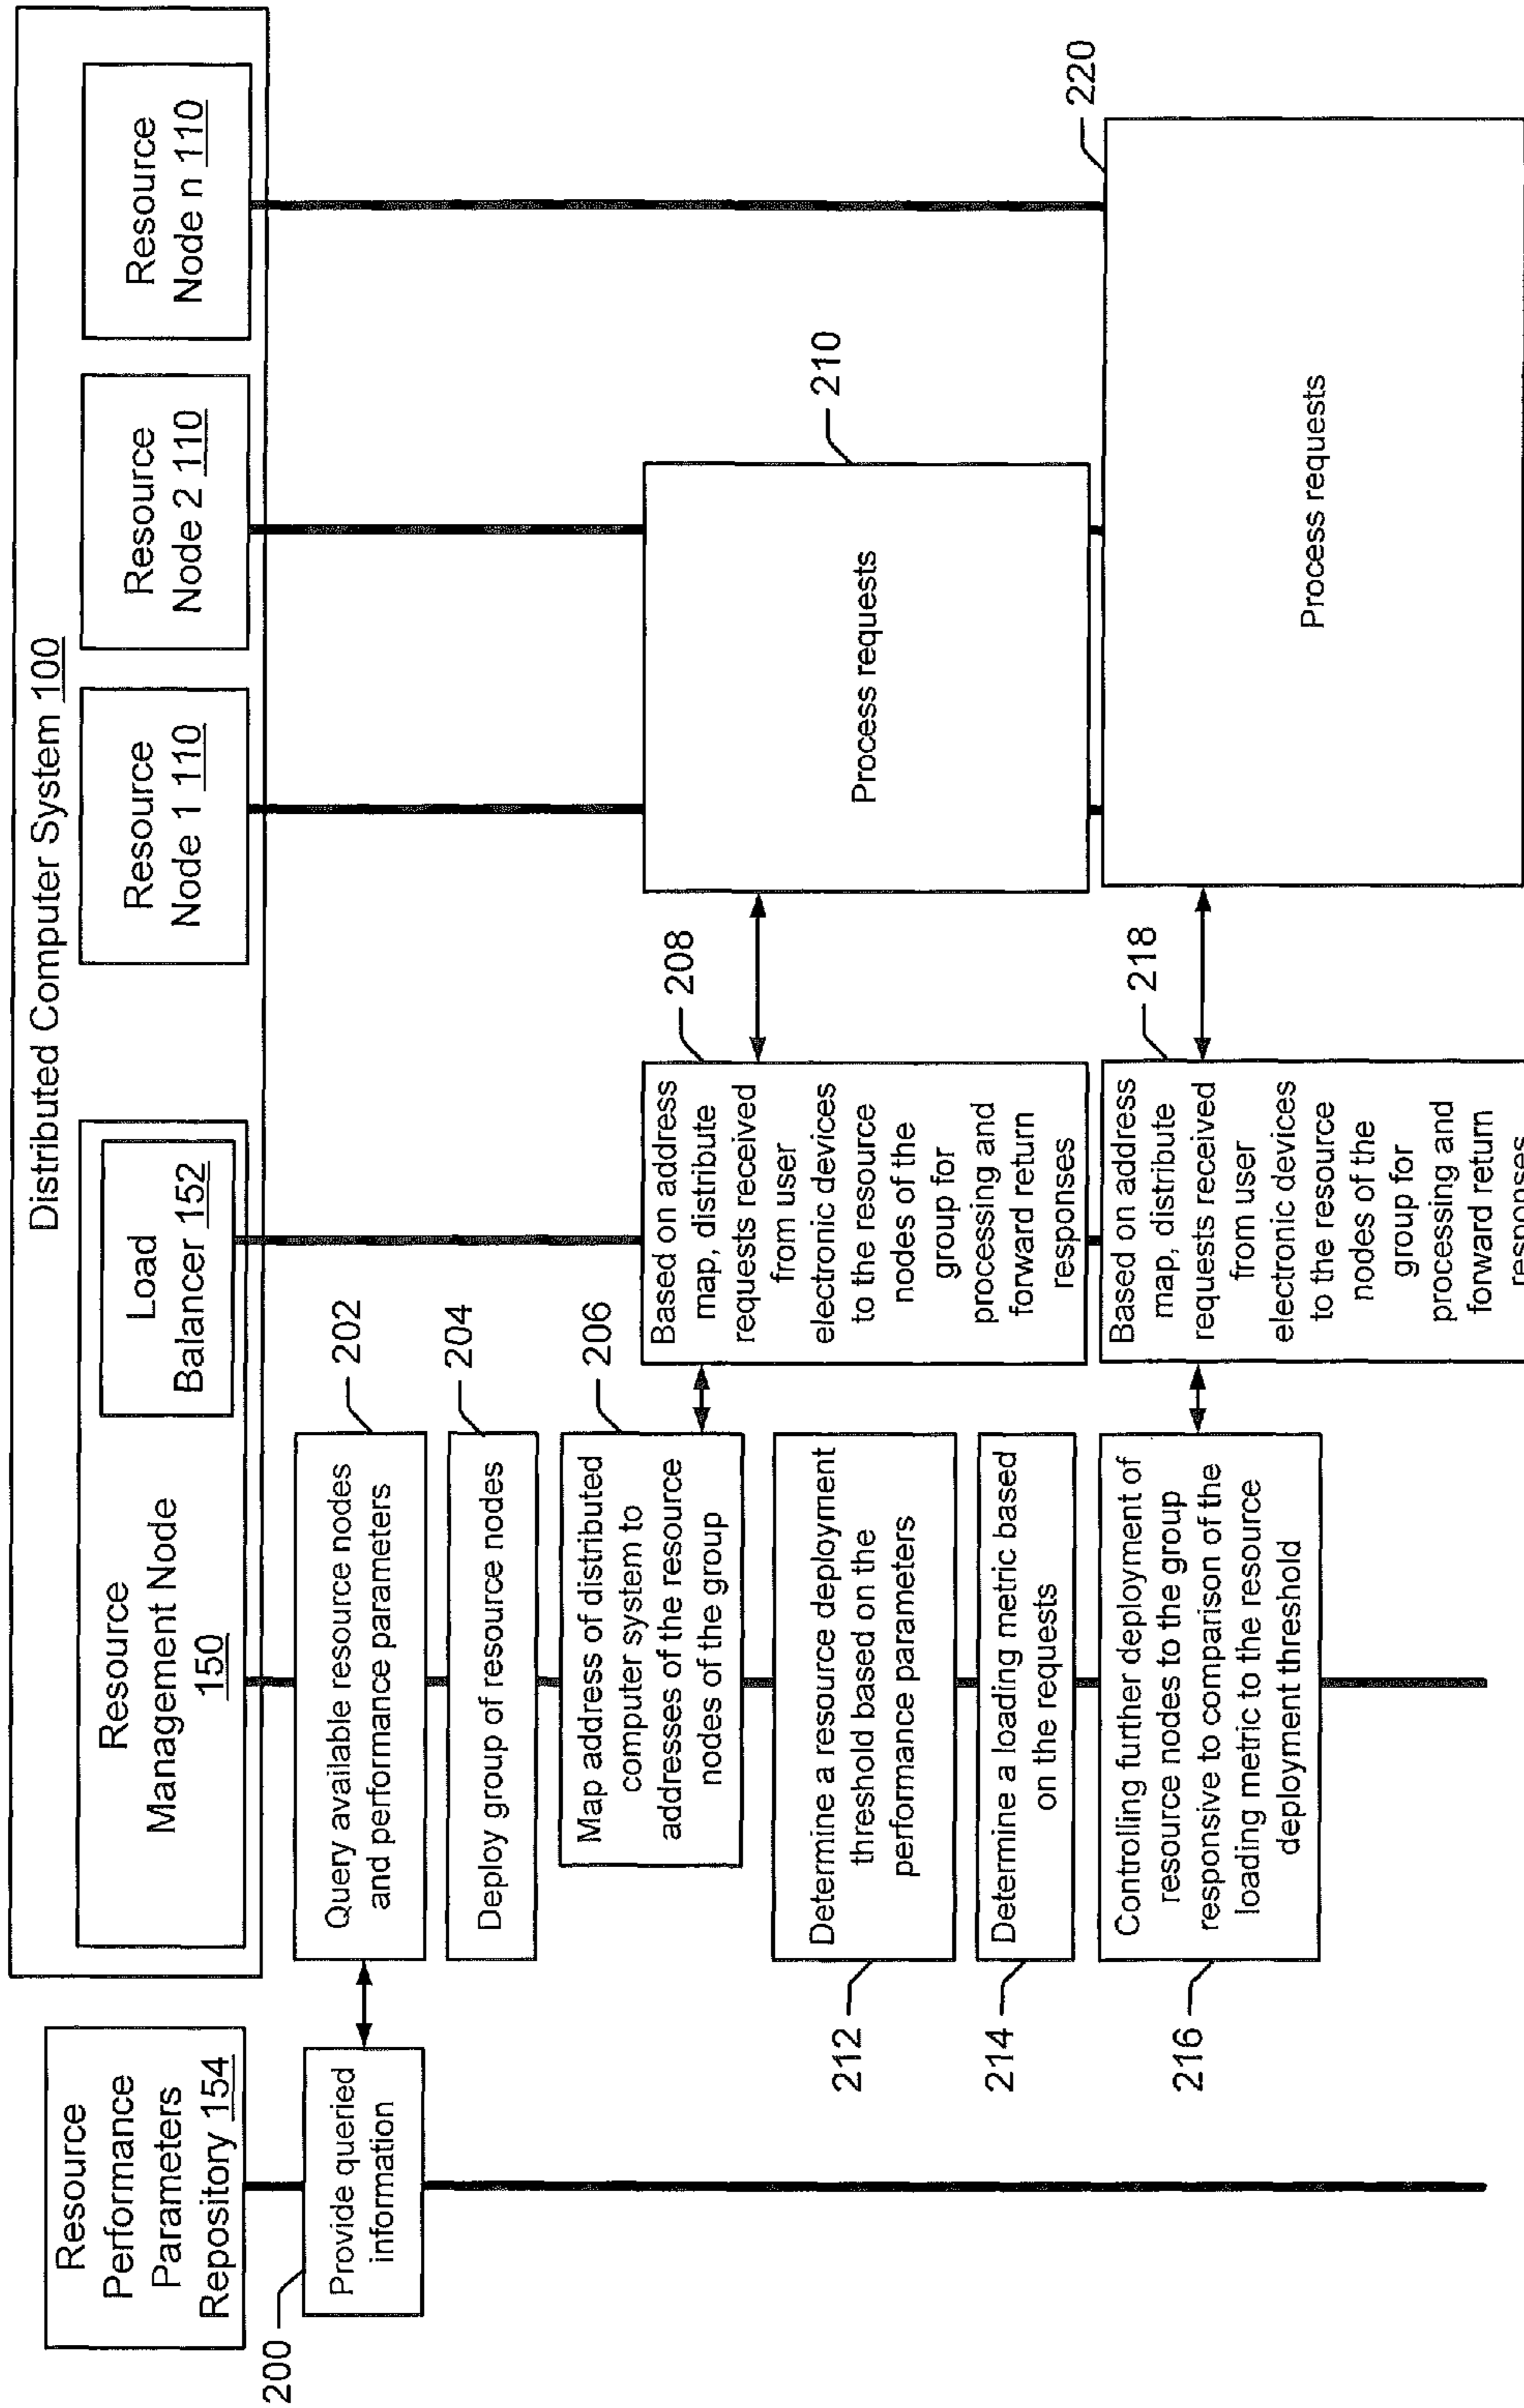 Distributed Computer System 100
Resource
Performance
Parameters
Repository 154
Resource
Management Node
150
Load
Balancer 152
Resource
Node 1 110
Resource
Node 2 110
Resource
Node n 110
200
Provide queried
information
202
Query available resource nodes
and performance parameters
204
Deploy group of resource nodes
206
Map address of distributed
computer system to
addresses of the resource
nodes of the group
208
Based on address
map, distribute
requests received
from user
electronic devices
to the resource
nodes of the
group for
processing and
forward return
responses
210
Process requests
212
Determine a resource deployment
threshold based on the
performance parameters
214
Determine a loading metric based
on the requests
216
Controlling further deployment of
resource nodes to the group
responsive to comparison of the
loading metric to the resource
deployment threshold
218
Based on address
map, distribute
requests received
from user
electronic devices
to the resource
nodes of the
group for
processing and
forward return
responses
220
Process requests